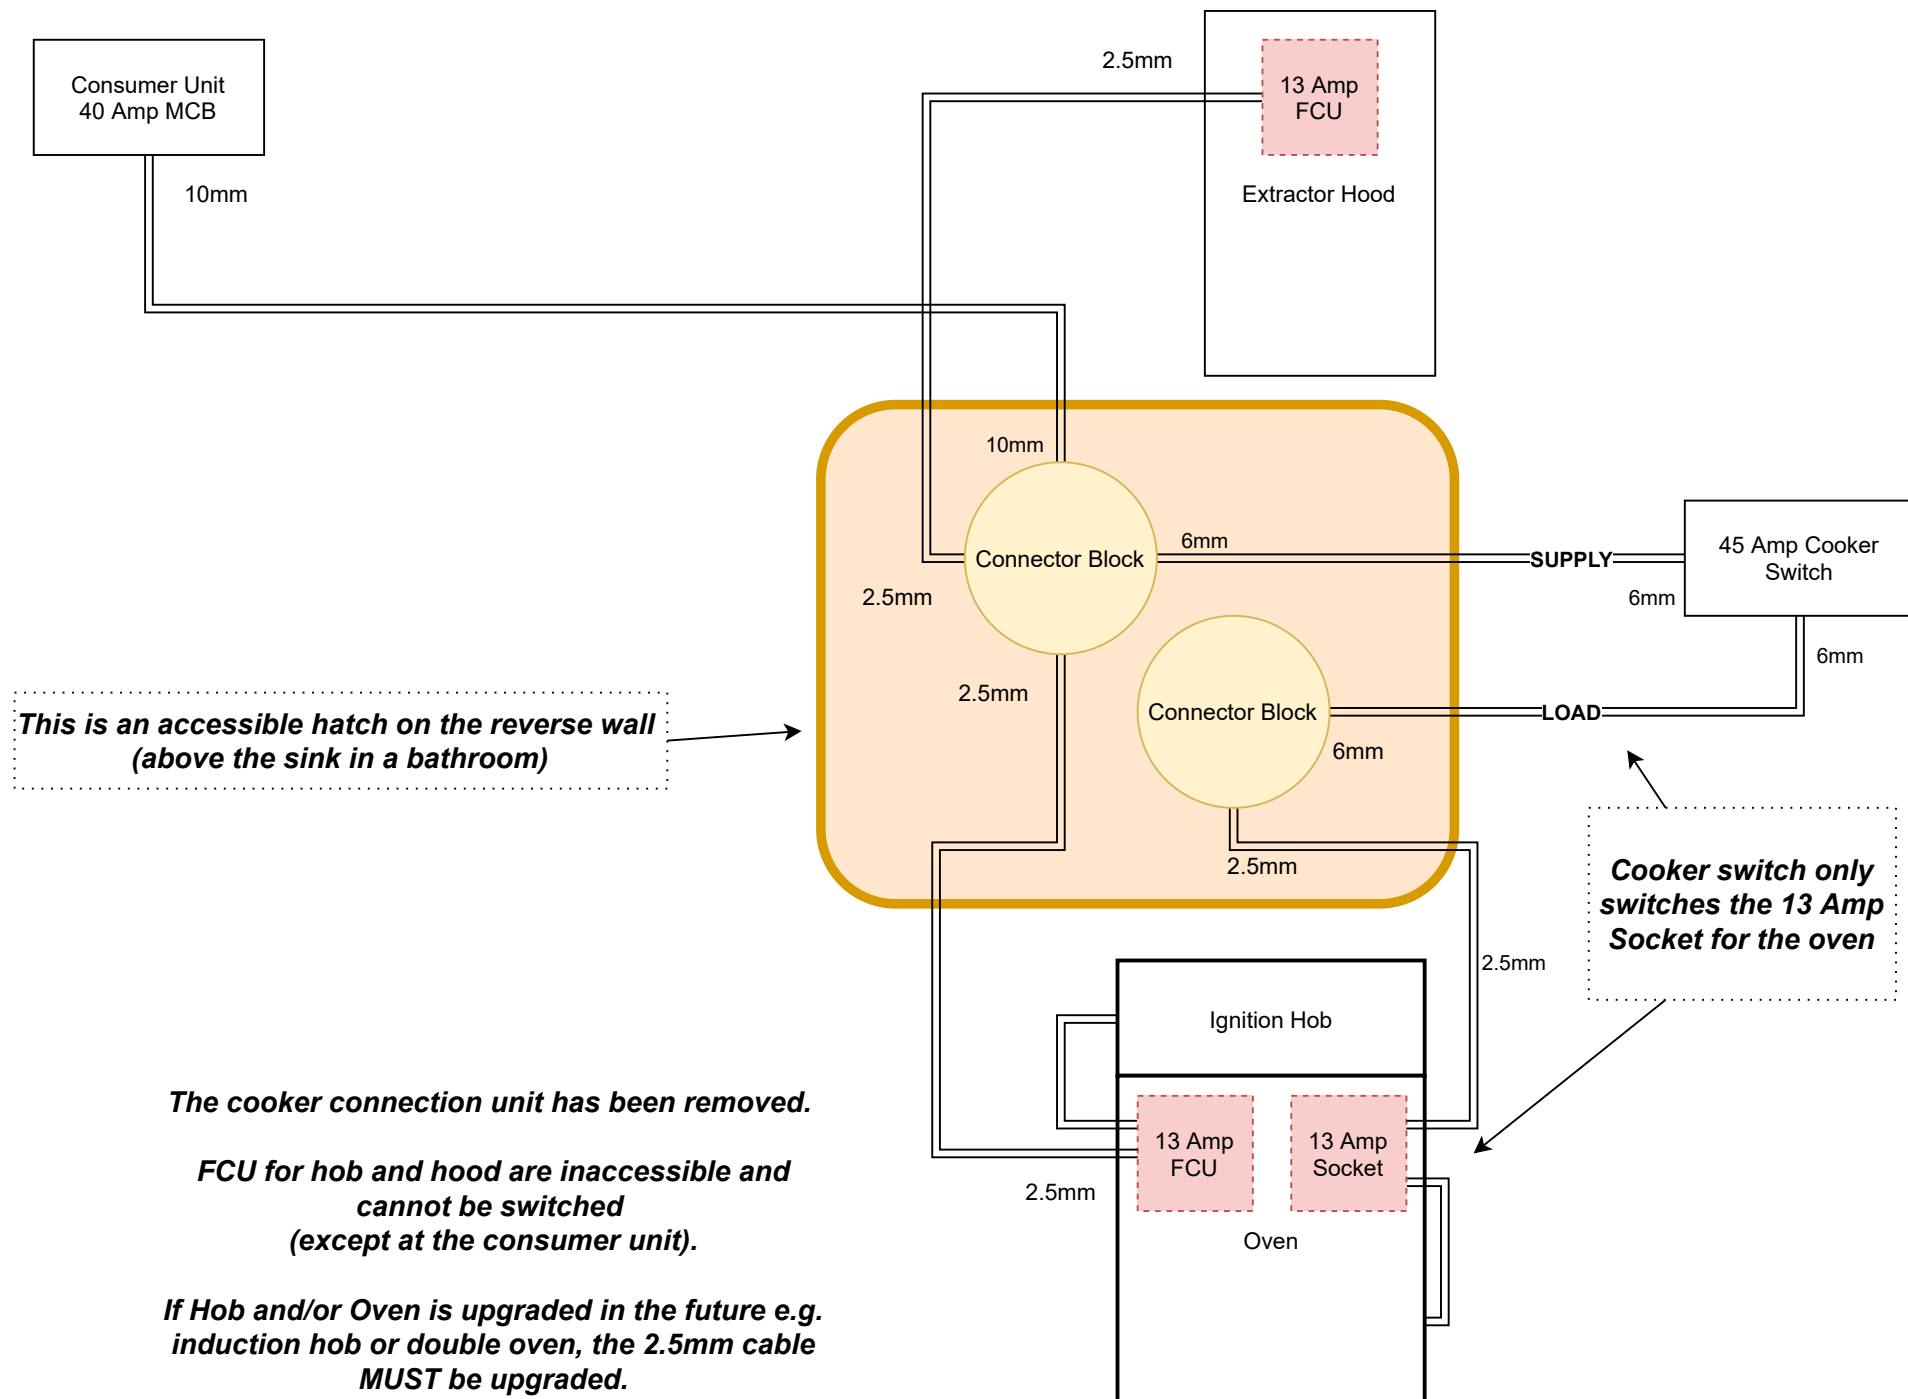 Consumer Unit
40 Amp MCB
10mm
2.5mm
13 Amp
FCU
Extractor Hood
10mm
Connector Block
6mm
SUPPLY
45 Amp Cooker
Switch
6mm
6mm
2.5mm
2.5mm
Connector Block
LOAD
6mm
2.5mm
This is an accessible hatch on the reverse wall
(above the sink in a bathroom)
Cooker switch only
switches the 13 Amp
Socket for the oven
2.5mm
Ignition Hob
13 Amp
FCU
13 Amp
Socket
2.5mm
Oven
The cooker connection unit has been removed.
FCU for hob and hood are inaccessible and
cannot be switched
(except at the consumer unit).
If Hob and/or Oven is upgraded in the future e.g.
induction hob or double oven, the 2.5mm cable
MUST be upgraded.